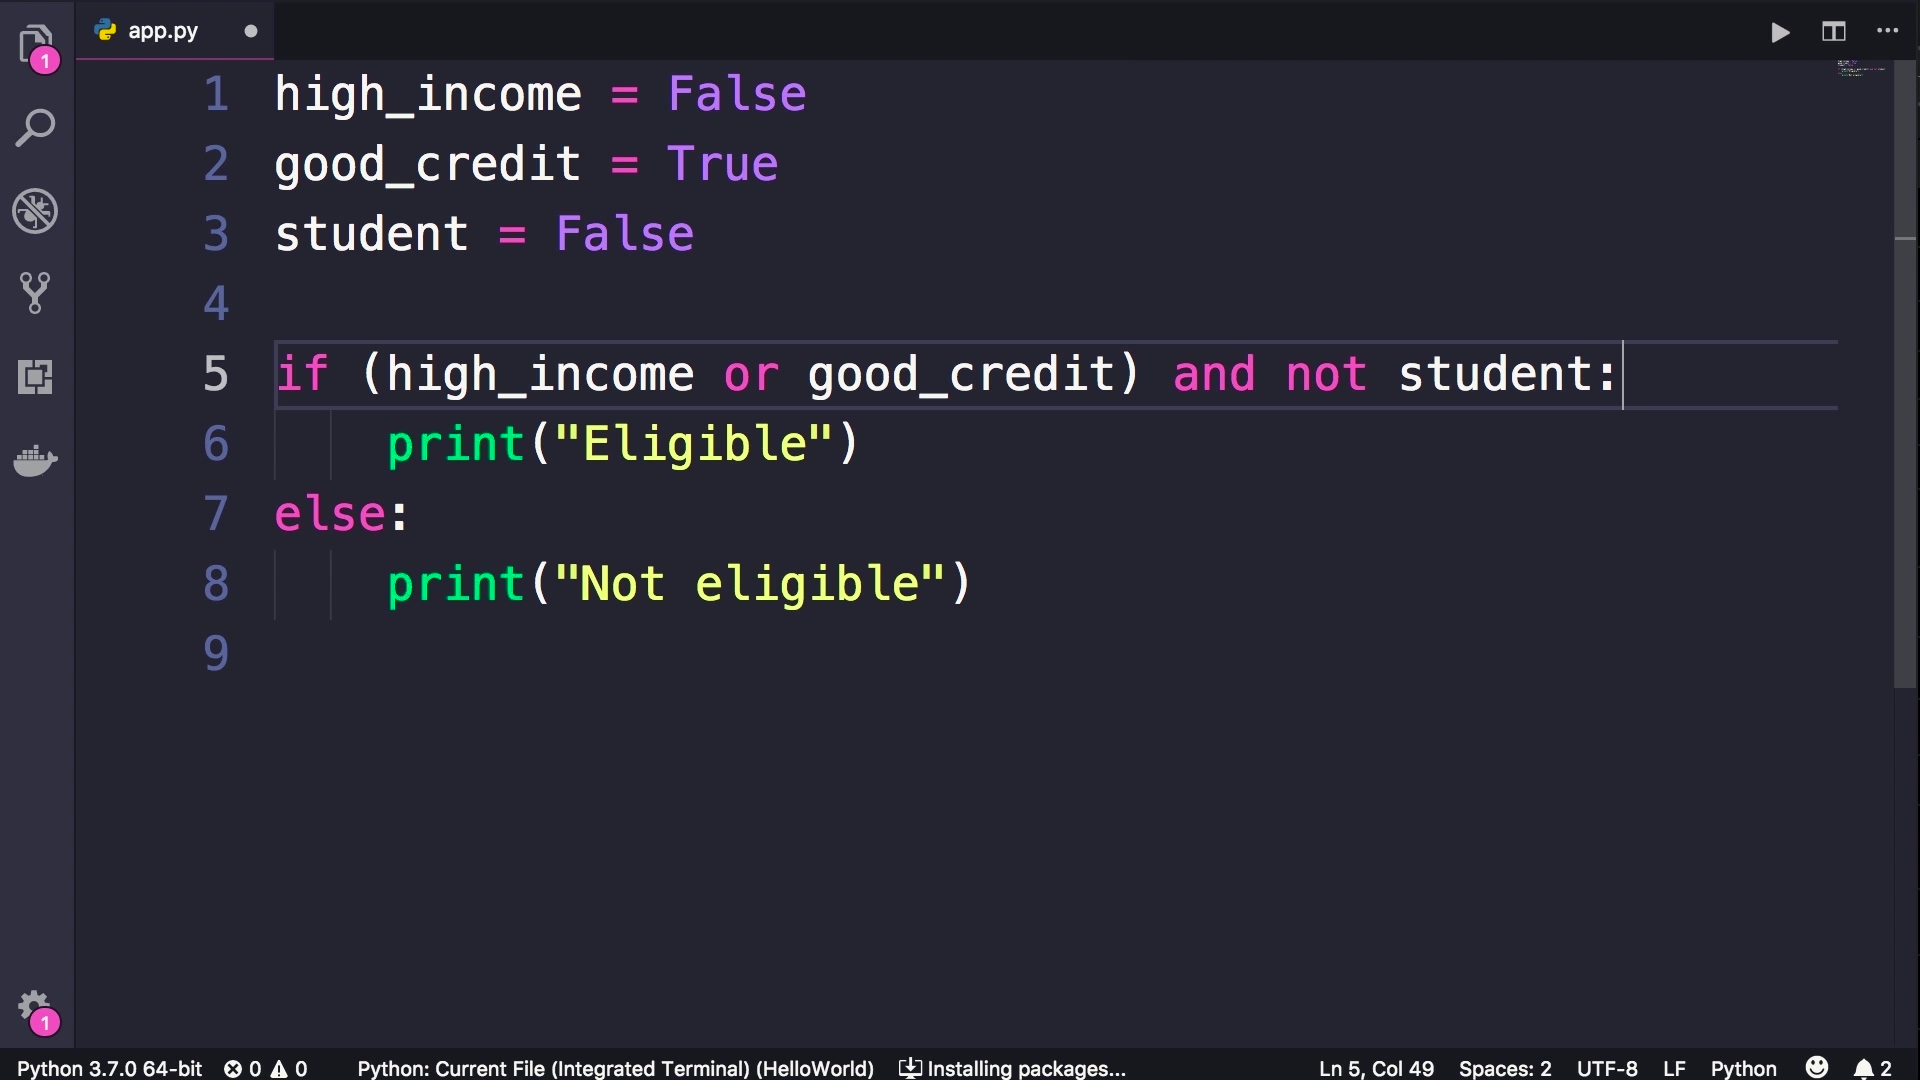 1
app.py
1 high_income = False
2 good_credit = True
3 student = False
4
5 if (high_income or good_credit) and not student:
6     print("Eligible")
7 else:
8     print("Not eligible")
9
1
Python 3.7.0 64-bit 0 0 Python: Current File (Integrated Terminal) (HelloWorld) Installing packages... Ln 5, Col 49 Spaces: 2 UTF-8 LF Python 2